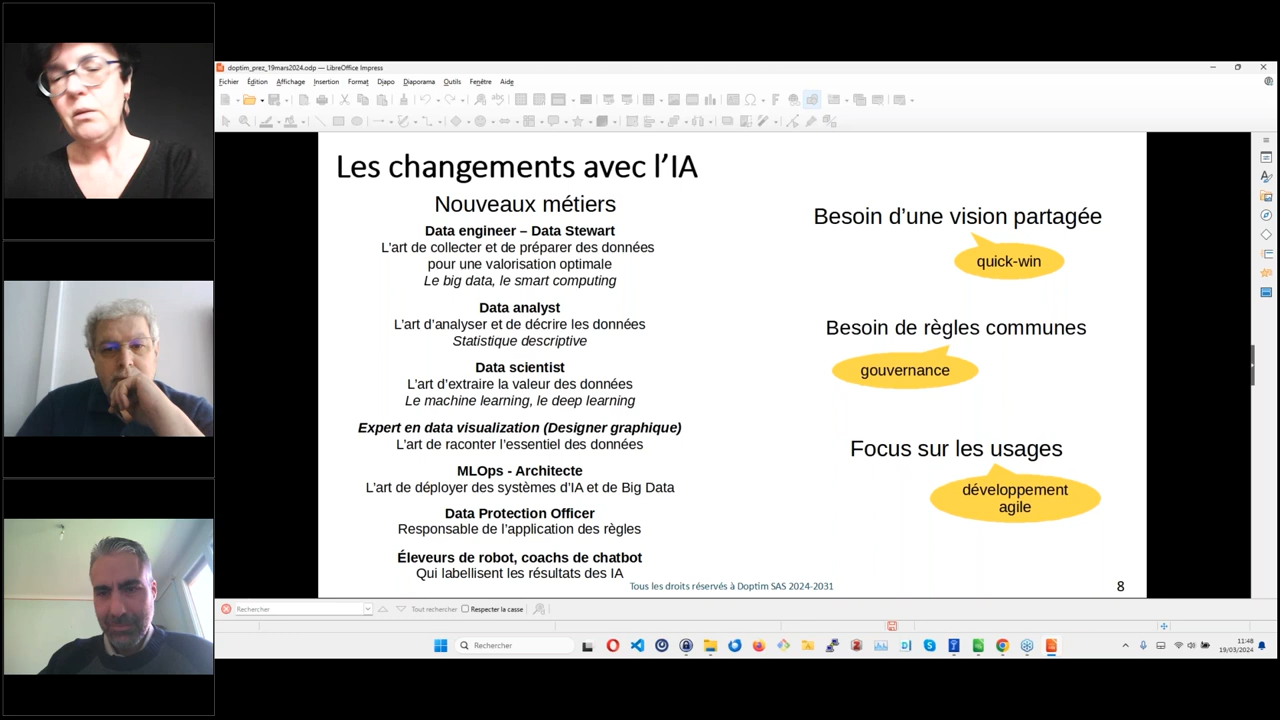 doptim_prez_19mars2024.odp — LibreOffice Impress
Fichier Édition Affichage Insertion Format Diapo Diaporama Outils Fenêtre Aide
Les changements avec l’IA
Nouveaux métiers
Data engineer – Data Stewart
L'art de collecter et de préparer des données
pour une valorisation optimale
Le big data, le smart computing
Data analyst
L’art d’analyser et de décrire les données
Statistique descriptive
Data scientist
L’art d’extraire la valeur des données
Le machine learning, le deep learning
Expert en data visualization (Designer graphique)
L’art de raconter l’essentiel des données
MLOps - Architecte
L’art de déployer des systèmes d’IA et de Big Data
Data Protection Officer
Responsable de l’application des règles
Éleveurs de robot, coachs de chatbot
Qui labellisent les résultats des IA
Besoin d’une vision partagée
quick-win
Besoin de règles communes
gouvernance
Focus sur les usages
développement
agile
Tous les droits réservés à Doptim SAS 2024-2031
8
Rechercher Tout rechercher Respecter la casse
Rechercher
11:48
19/03/2024